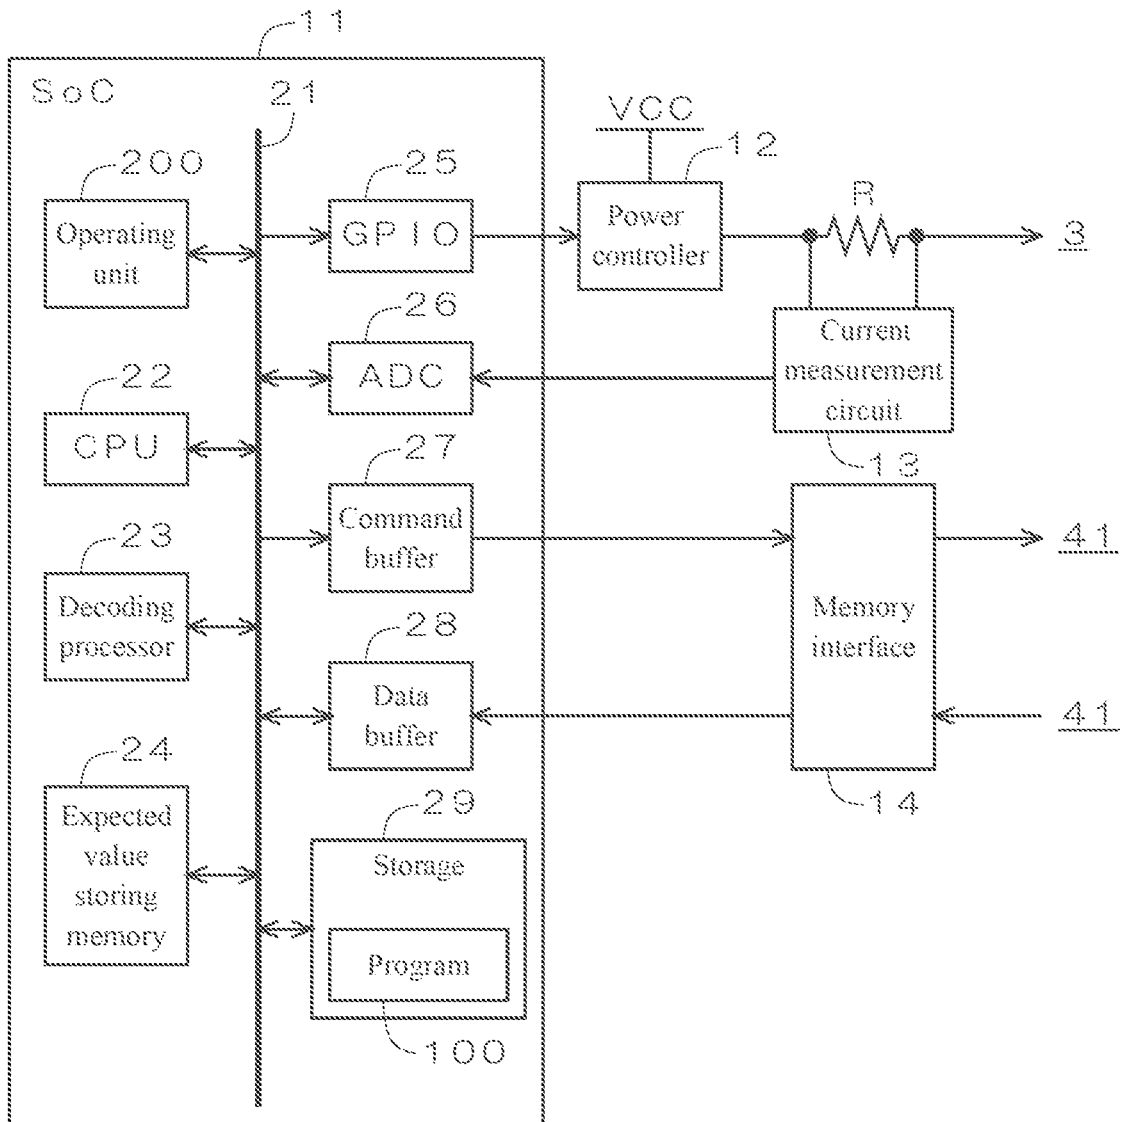 11
SoC
21
VCC
12
200
Operating
unit
25
GPIO
Power
controller
R
3
26
ADC
Current
measurement
circuit
13
22
CPU
27
Command
buffer
41
23
Decoding
processor
28
Data
buffer
Memory
interface
41
14
24
Expected
value
storing
memory
29
Storage
Program
100